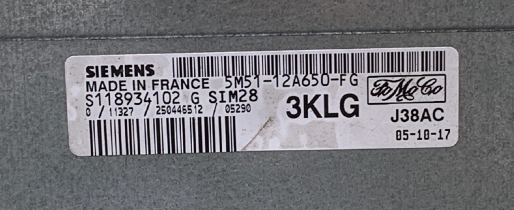 SIEMENS
MADE IN FRANCE 5M51-12A650-FG
S118934102 G SIM28
0 / 11327 / 250446512 / 05290
3KLG
FoMoCo
J38AC
05-10-17